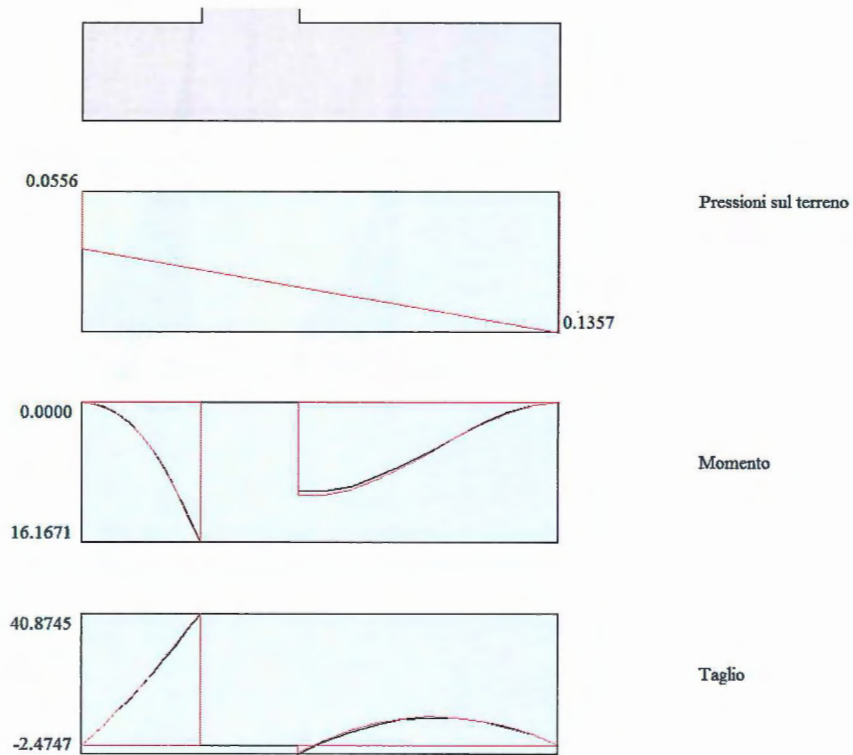 0.0556
Pressioni sul terreno
0.1357
0.0000
Momento
16.1671
40.8745
Taglio
-2.4747